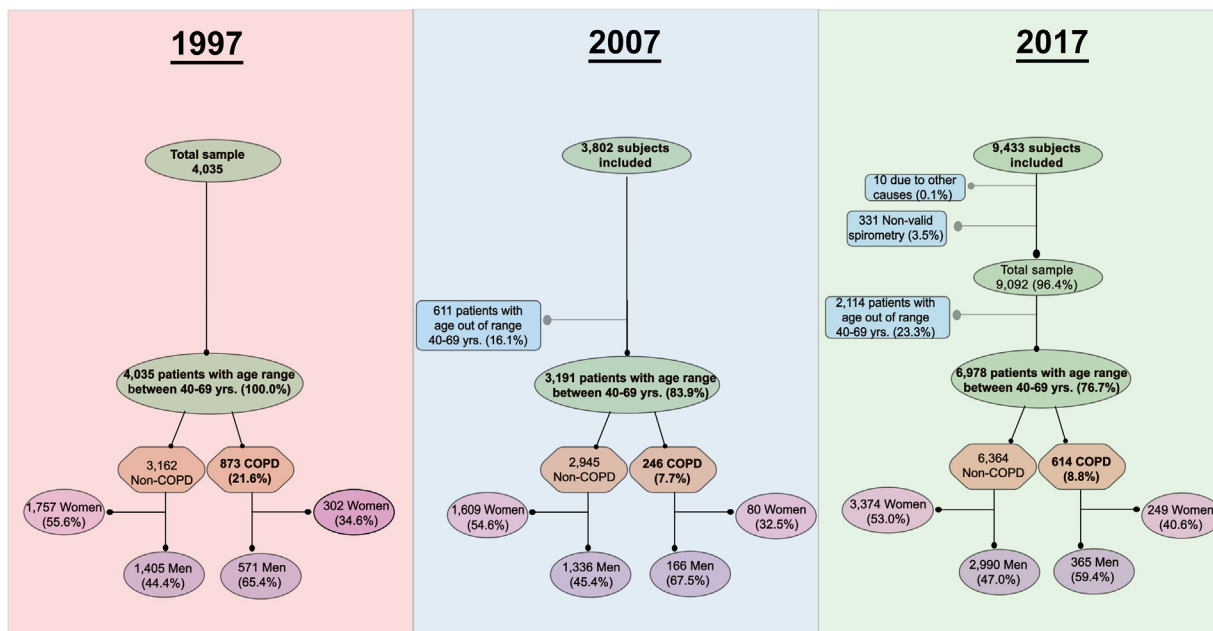 1997
Total sample
4,035
4,035 patients with age range
between 40-69 yrs. (100.0%)
3,162
Non-COPD
873 COPD
(21.6%)
1,757 Women
(55.6%)
302 Women
(34.6%)
1,405 Men
(44.4%)
571 Men
(65.4%)
2007
3,802 subjects
included
611 patients with
age out of range
40-69 yrs. (16.1%)
3,191 patients with age range
between 40-69 yrs. (83.9%)
2,945
Non-COPD
246 COPD
(7.7%)
1,609 Women
(54.6%)
80 Women
(32.5%)
1,336 Men
(45.4%)
166 Men
(67.5%)
2017
9,433 subjects
included
10 due to other
causes (0.1%)
331 Non-valid
spirometry (3.5%)
Total sample
9,092 (96.4%)
2,114 patients with
age out of range
40-69 yrs. (23.3%)
6,978 patients with age range
between 40-69 yrs. (76.7%)
6,364
Non-COPD
614 COPD
(8.8%)
3,374 Women
(53.0%)
249 Women
(40.6%)
2,990 Men
(47.0%)
365 Men
(59.4%)